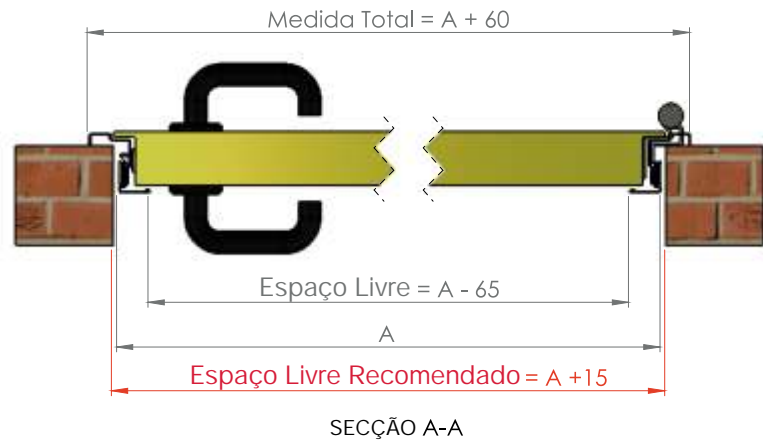 Medida Total = A + 60
Espaço Livre = A - 65
A
Espaço Livre Recomendado = A +15
SECÇÃO A-A